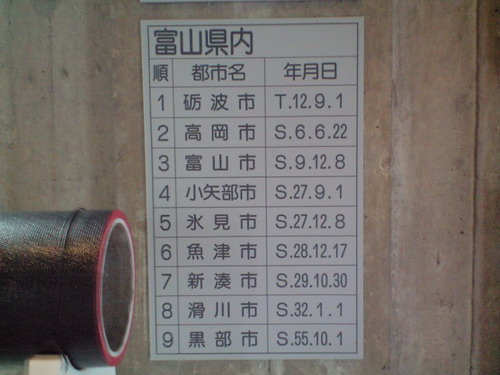 富山県内
順 都市名 年月日
1 砺波市 T.12.9.1
2 高岡市 S.6.6.22
3 富山市 S.9.12.8
4 小矢部市 S.27.9.1
5 氷見市 S.27.12.8
6 魚津市 S.28.12.17
7 新湊市 S.29.10.30
8 滑川市 S.32.1.1
9 黒部市 S.55.10.1